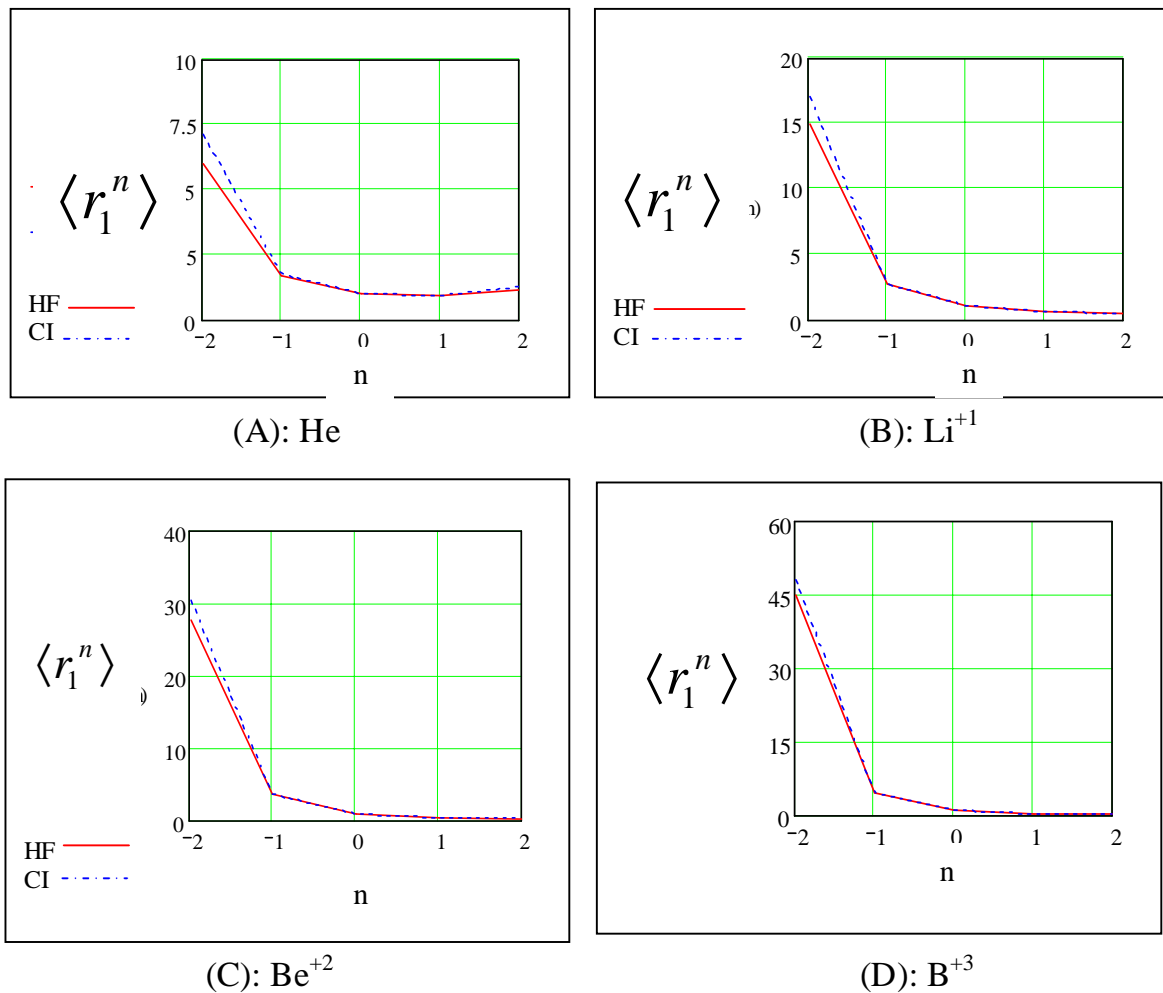 10
7.5
5
5
0
−2 −1 0 1 2
n
⟨r₁ⁿ⟩
HF
CI
(A): He
20
15
10
5
0
−2 −1 0 1 2
n
⟨r₁ⁿ⟩
HF
CI
(B): Li⁺¹
40
30
20
10
0
−2 −1 0 1 2
n
⟨r₁ⁿ⟩
HF
CI
(C): Be⁺²
60
45
30
15
0
−2 −1 0 1 2
n
⟨r₁ⁿ⟩
(D): B⁺³